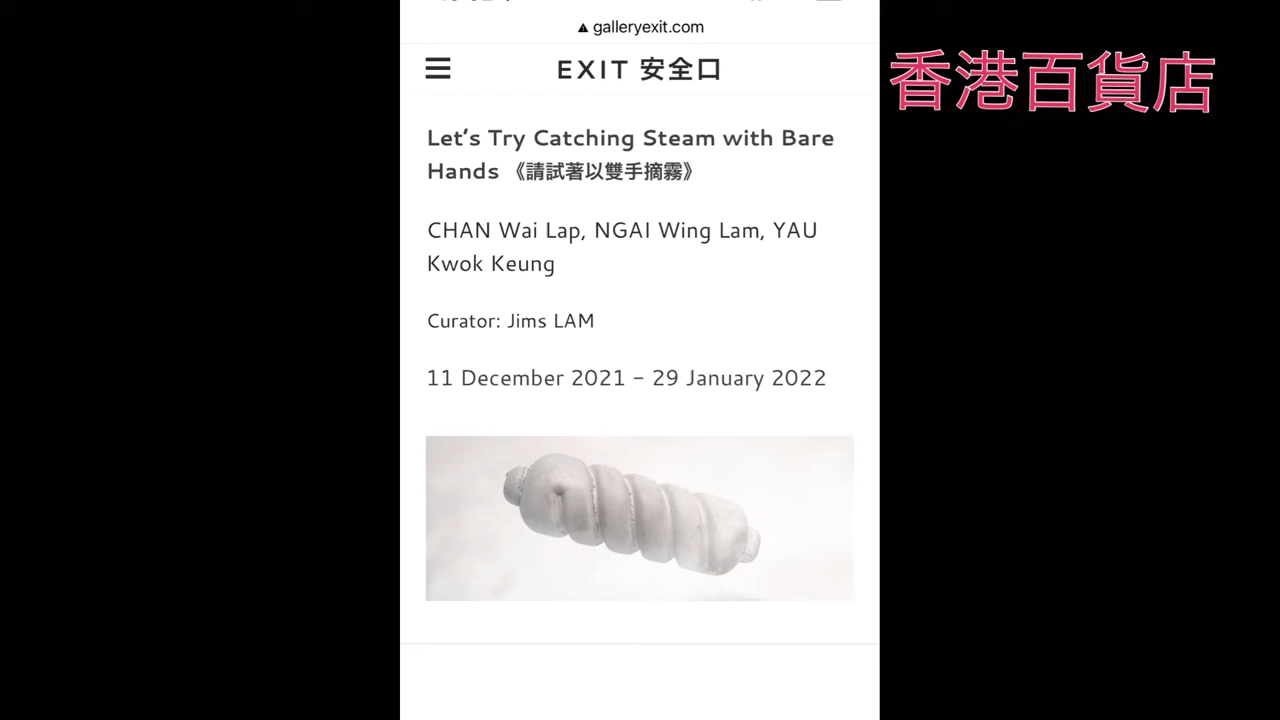 galleryexit.com
EXIT 安全口
香港百貨店
Let's Try Catching Steam with Bare
Hands 《請試著以雙手摘霧》
CHAN Wai Lap, NGAI Wing Lam, YAU
Kwok Keung
Curator: Jims LAM
11 December 2021 – 29 January 2022